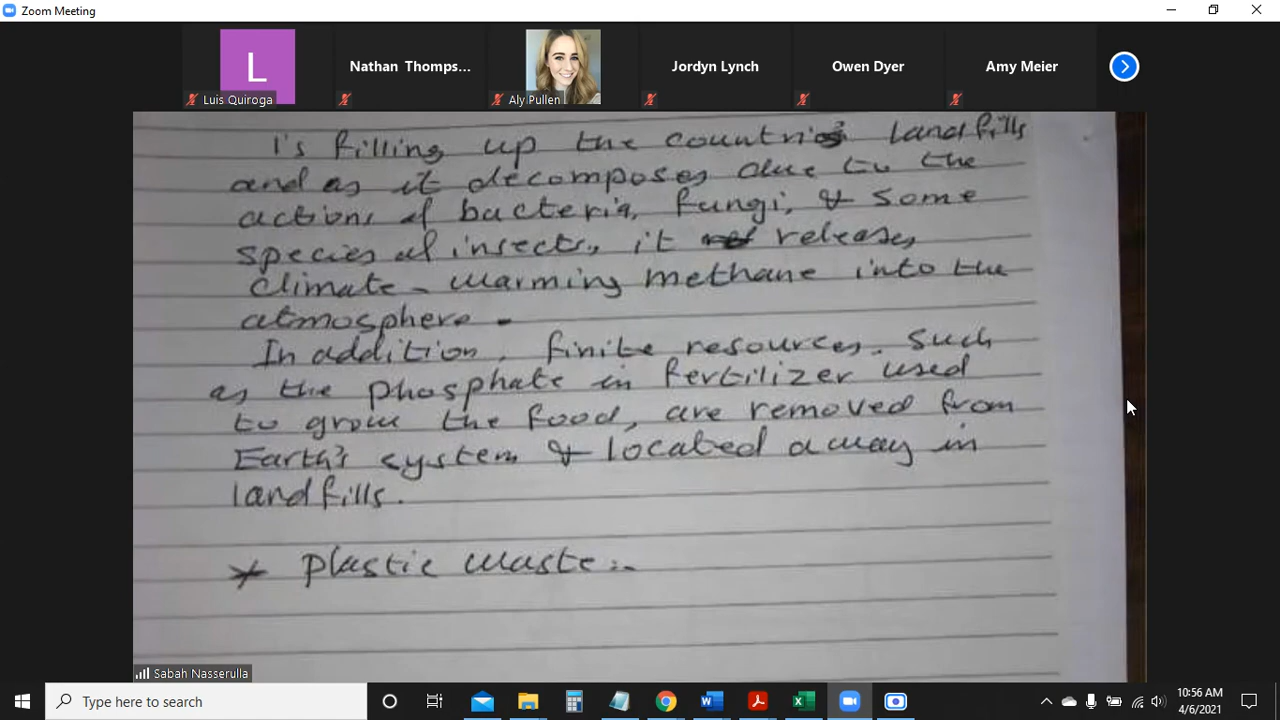 Zoom Meeting
L
Luis Quiroga
Nathan Thomps...
Aly Pullen
Jordyn Lynch
Owen Dyer
Amy Meier
Is filling up the countries landfills
and as it decomposes due to the
actions of bacteria, fungi, & some
species of insects, it releases
climate - warming methane into the
atmosphere.
In addition, finite resources, such
as the phosphate in fertilizer used
to grow the food, are removed from
Earth's system & located away in
landfills.
* Plastic waste :-
Sabah Nasserulla
Type here to search
10:56 AM
4/6/2021